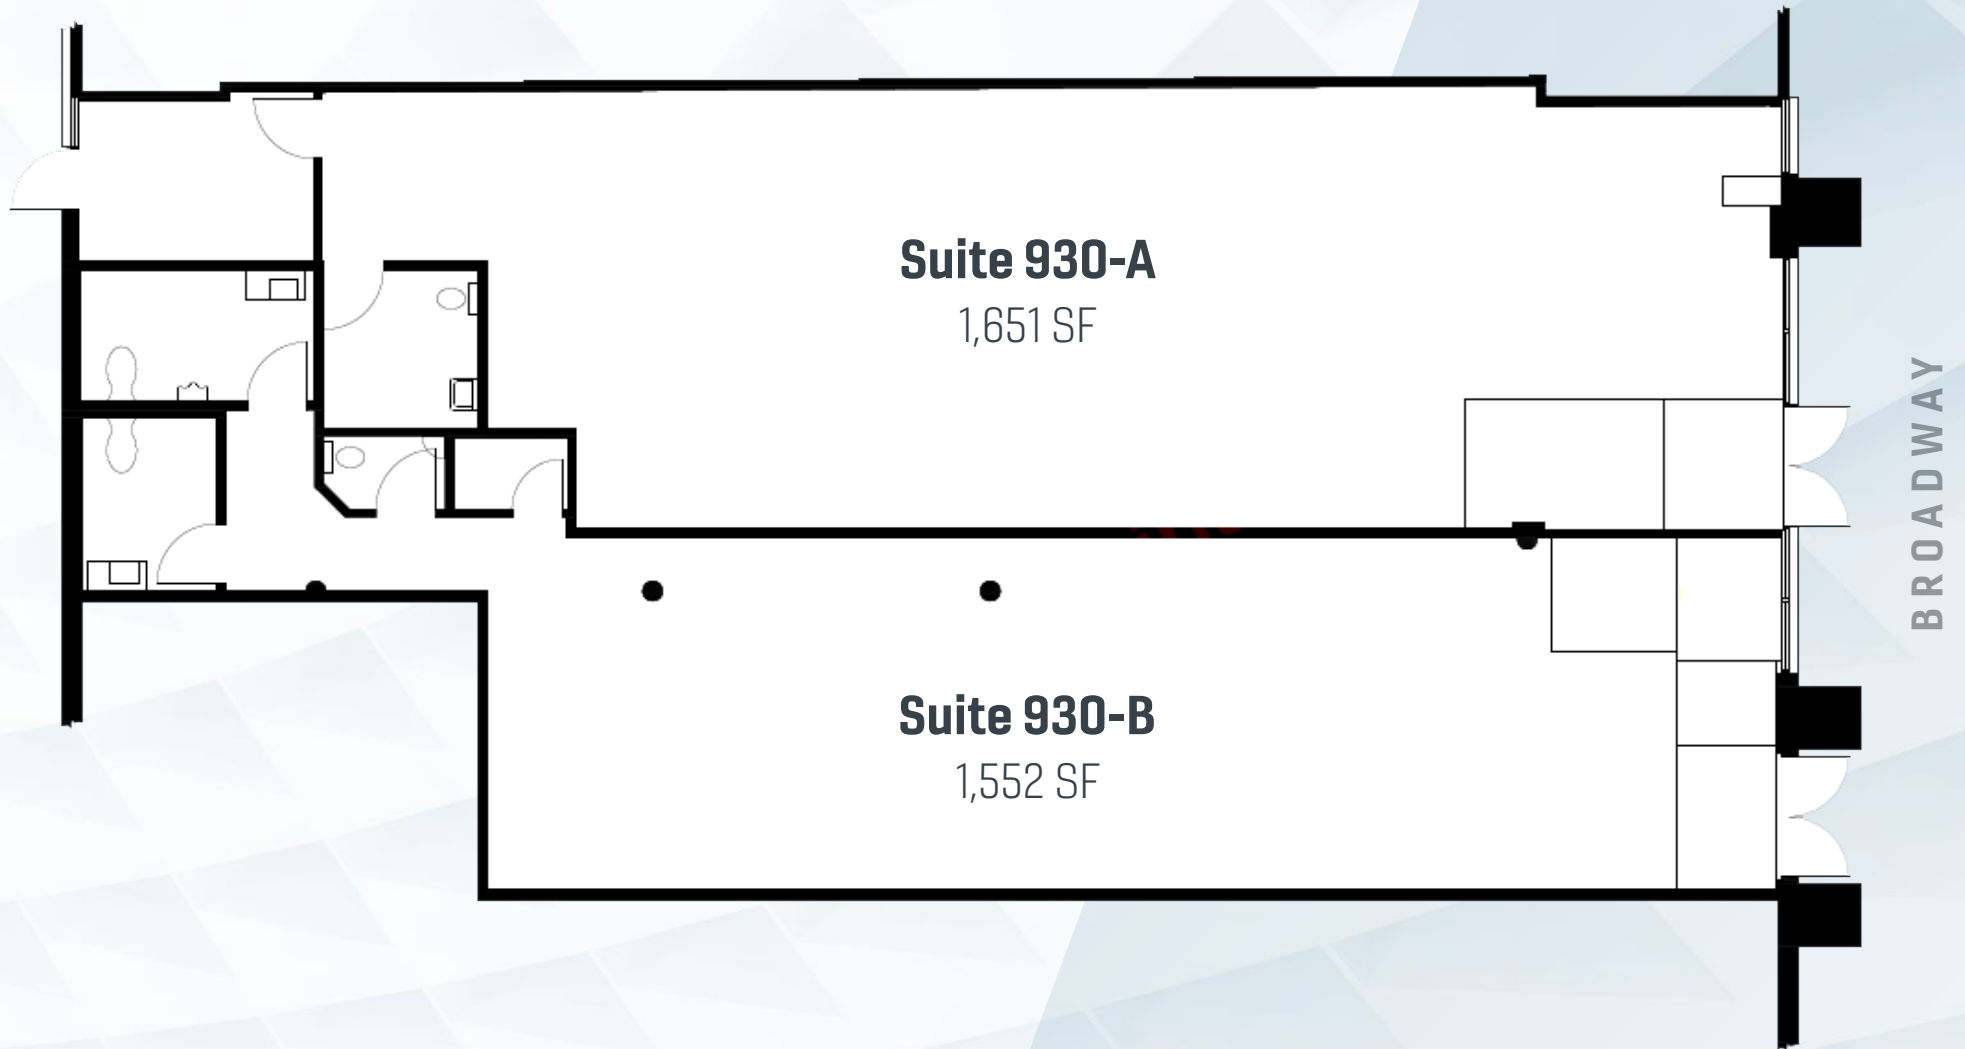 Suite 930-A
1,651 SF
BROADWAY
Suite 930-B
1,552 SF